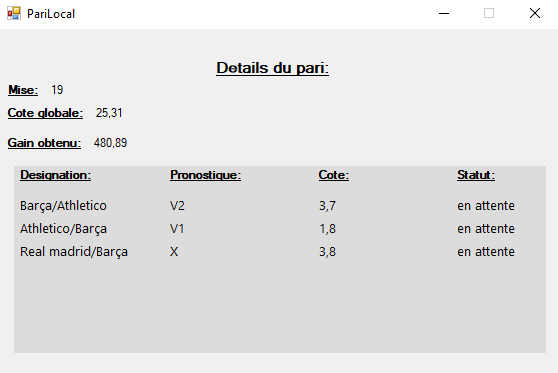 PariLocal
Details du pari:
Mise: 19
Cote globale: 25,31
Gain obtenu: 480,89
Designation: Pronostique: Cote: Statut:
Barça/Athletico V2 3,7 en attente
Athletico/Barça V1 1,8 en attente
Real madrid/Barça X 3,8 en attente